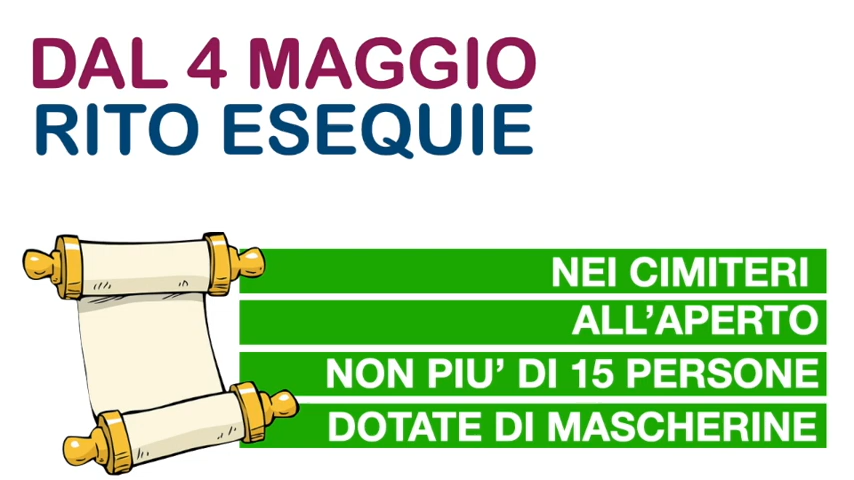 DAL 4 MAGGIO
RITO ESEQUIE
NEI CIMITERI
ALL'APERTO
NON PIU' DI 15 PERSONE
DOTATE DI MASCHERINE